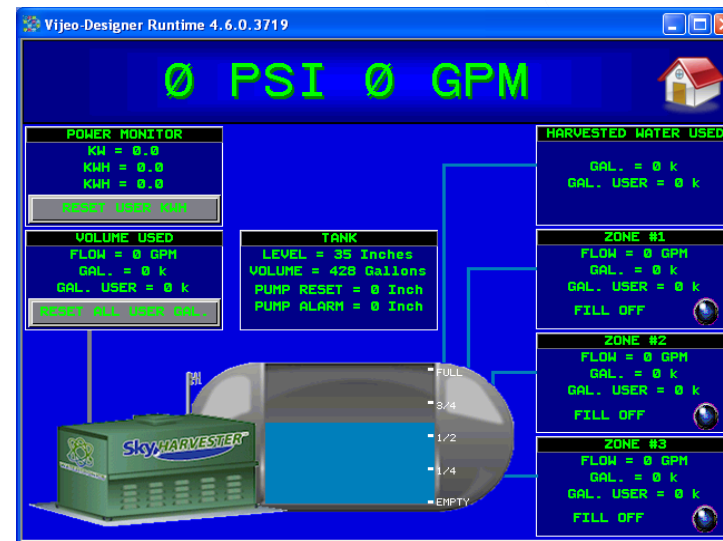 Vijeo-Designer Runtime 4.6.0.3719
0 PSI 0 GPM
POWER MONITOR
KW = 0.0
KWH = 0.0
KWH = 0.0
RESET USER KWH
VOLUME USED
FLOW = 0 GPM
GAL. = 0 k
GAL. USER = 0 k
RESET ALL USER GAL.
TANK
LEVEL = 35 Inches
VOLUME = 428 Gallons
PUMP RESET = 0 Inch
PUMP ALARM = 0 Inch
HARVESTED WATER USED
GAL. = 0 k
GAL. USER = 0 k
ZONE #1
FLOW = 0 GPM
GAL. = 0 k
GAL. USER = 0 k
FILL OFF
ZONE #2
FLOW = 0 GPM
GAL. = 0 k
GAL. USER = 0 k
FILL OFF
ZONE #3
FLOW = 0 GPM
GAL. = 0 k
GAL. USER = 0 k
FILL OFF
FULL
3/4
1/2
1/4
EMPTY
SkyHARVESTER